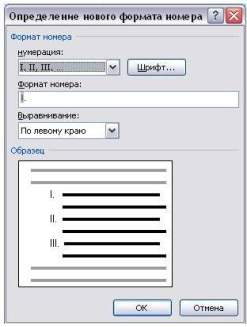 Определение нового формата номера
Формат номера
нумерация:
I, II, III, ...
Шрифт...
Формат номера:
I.
Выравнивание:
По левому краю
Образец
I.
II.
III.
ОК
Отмена